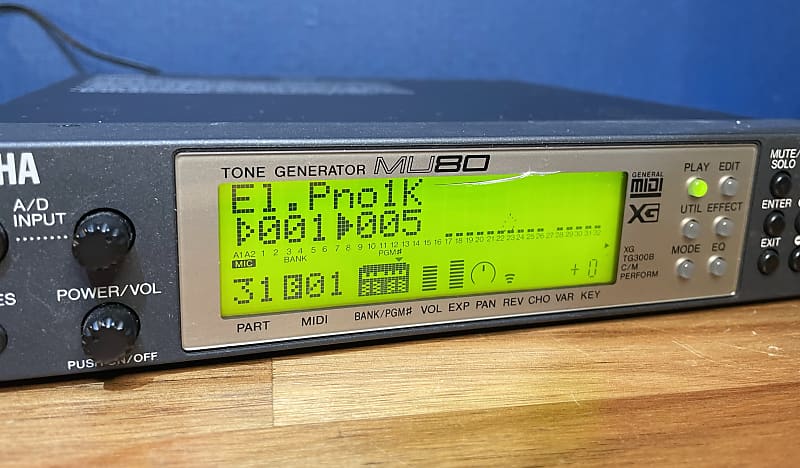 HA
TONE GENERATOR MU80
A/D
INPUT
POWER/VOL
PUSH ON/OFF
ES
El.Pno1K
001 005
A1 A2 1 2 3 4 5 6 7 8 9 10 11 12 13 14 15 16 17 18 19 20 21 22 23 24 25 26 27 28 29 30 31 32
MIC BANK PGM#
01 +0
PART MIDI BANK/PGM# VOL EXP PAN REV CHO VAR KEY
GENERAL
MIDI
XG
XG
TG300B
C/M
PERFORM
PLAY EDIT
UTIL EFFECT
MODE EQ
MUTE/
SOLO
ENTER
EXIT